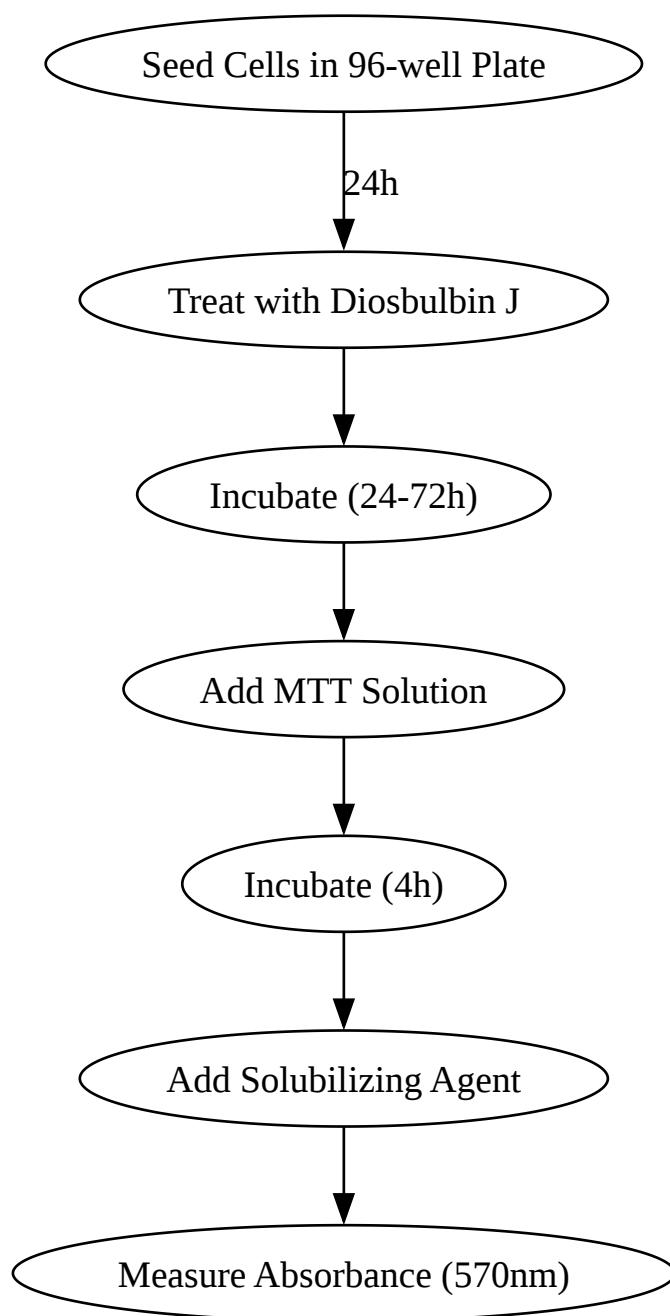 Seed Cells in 96-well Plate
24h
Treat with Diosbulbin J
Incubate (24-72h)
Add MTT Solution
Incubate (4h)
Add Solubilizing Agent
Measure Absorbance (570nm)